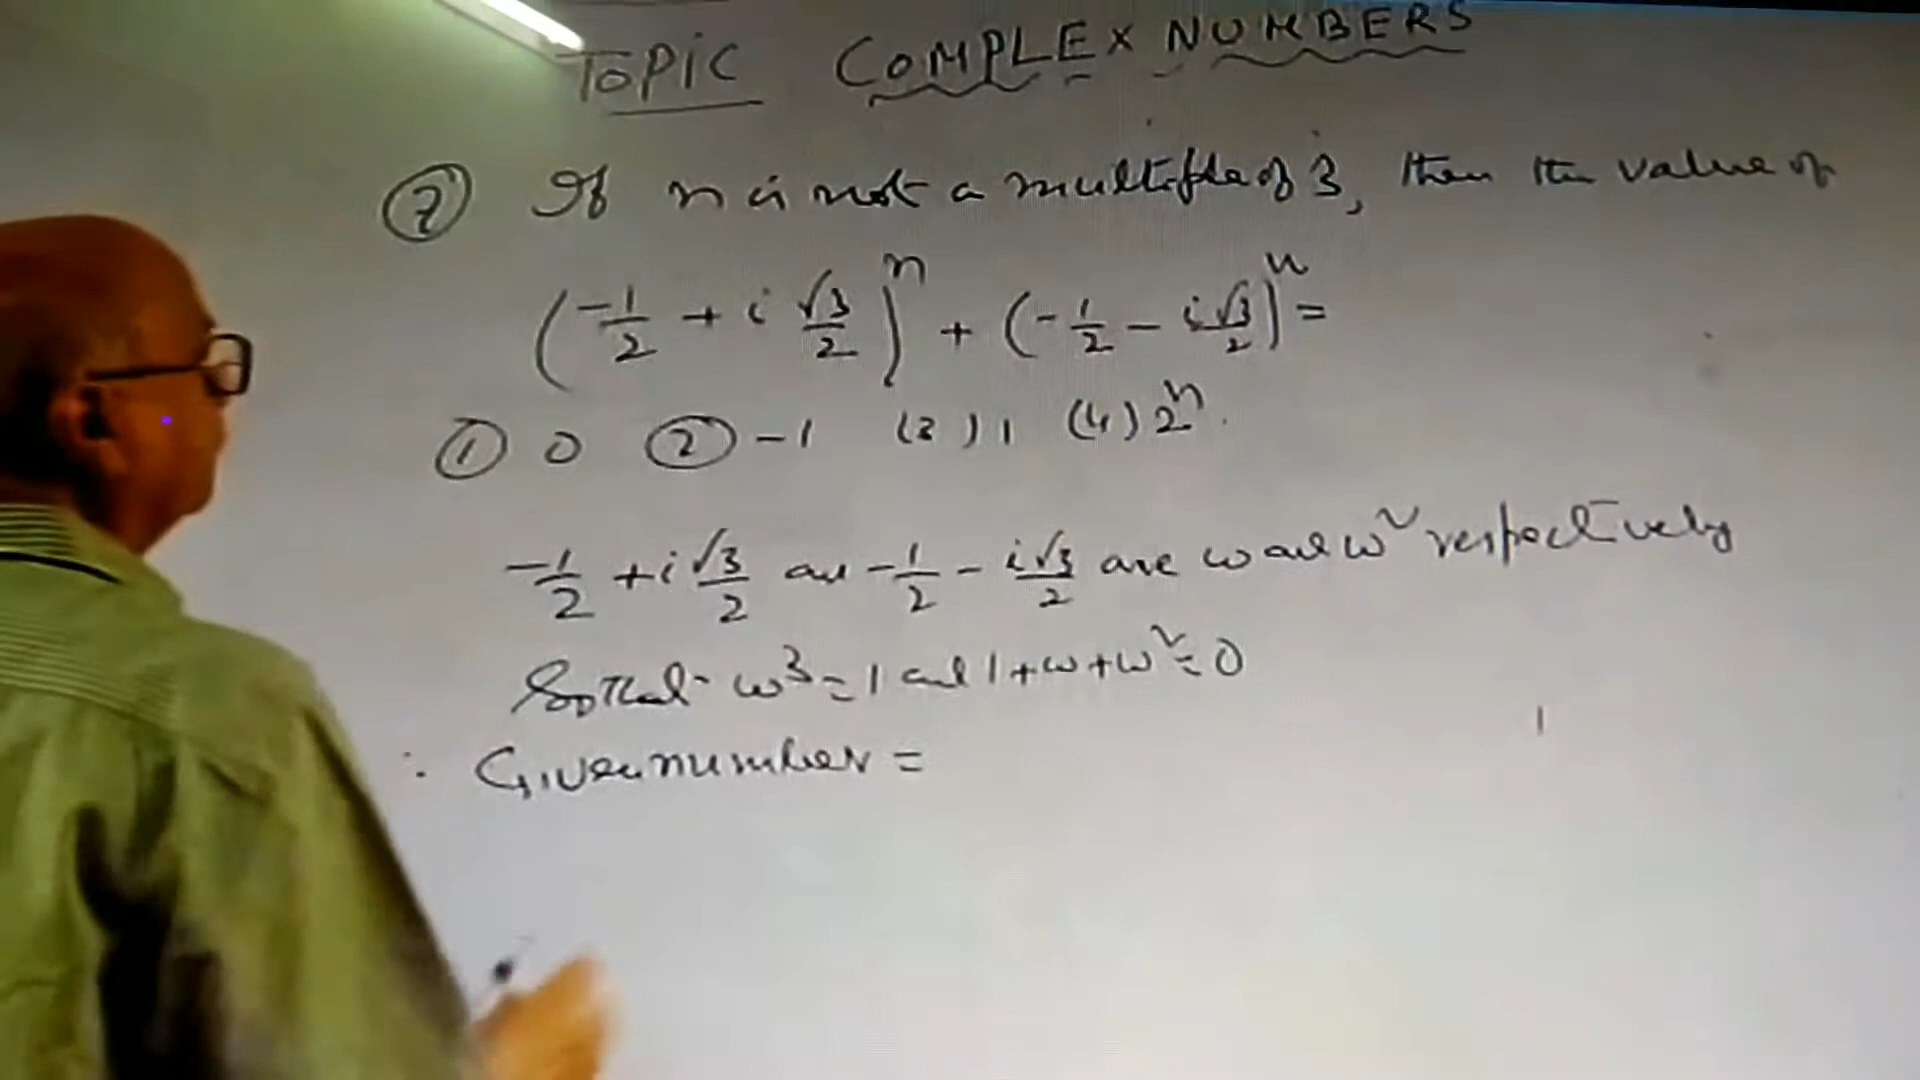 TOPIC COMPLEX NUMBERS
⑦ If n is not a multiple of 3, then the value of
(-1/2 + i √3/2)ⁿ + (-1/2 - i√3/2)ⁿ =
① 0 ② -1 (3) 1 (4) 2ⁿ.
-1/2 + i √3/2 and -1/2 - i√3/2 are ω and ω² respectively
So that ω³ = 1 and 1+ω+ω² = 0
∴ Given number =